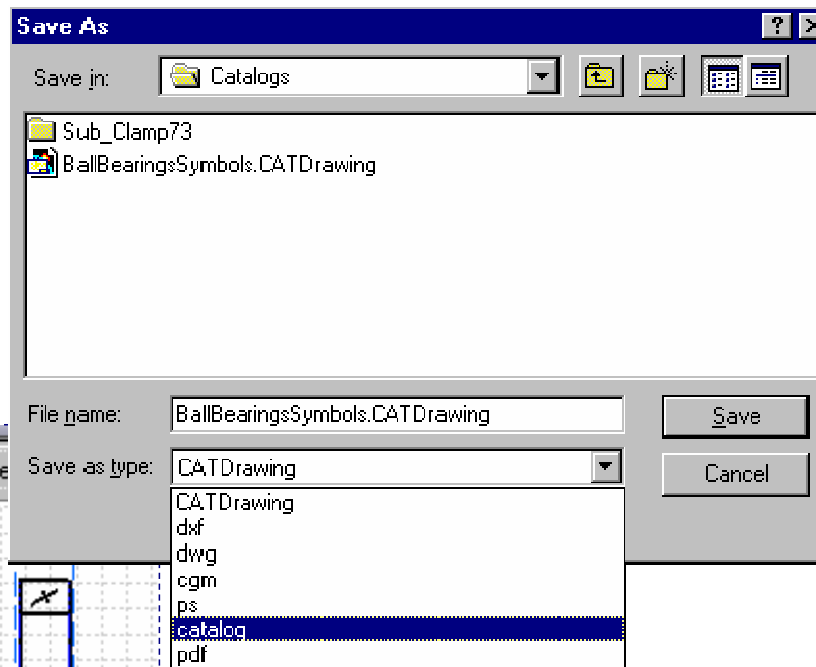 Save As
Save in:
Catalogs
Sub_Clamp73
BallBearingsSymbols.CATDrawing
File name:
BallBearingsSymbols.CATDrawing
Save
Save as type:
CATDrawing
Cancel
CATDrawing
dxf
dwg
cgm
ps
catalog
pdf